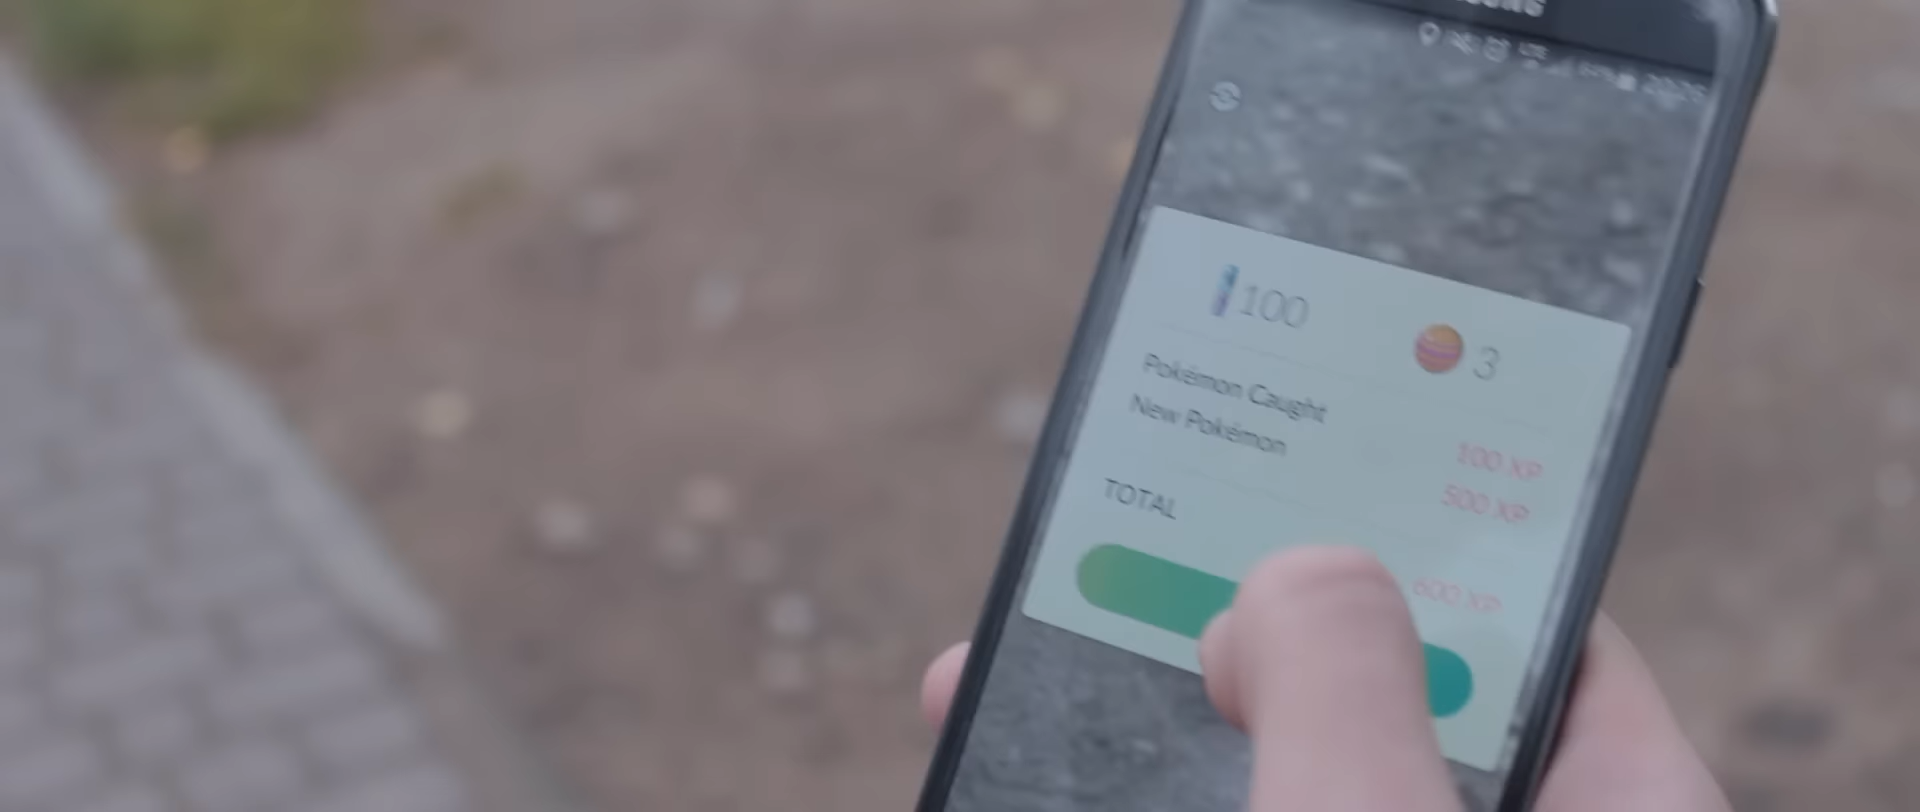 100
3
Pokémon Caught
100 XP
New Pokémon
500 XP
TOTAL
600 XP